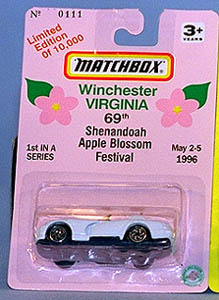 Nº 0111
Limited Edition
Of 10,000
MATCHBOX
3+
YEARS
Winchester
VIRGINIA
69th
Shenandoah
Apple Blossom
Festival
1st IN A
SERIES
May 2-5
1996